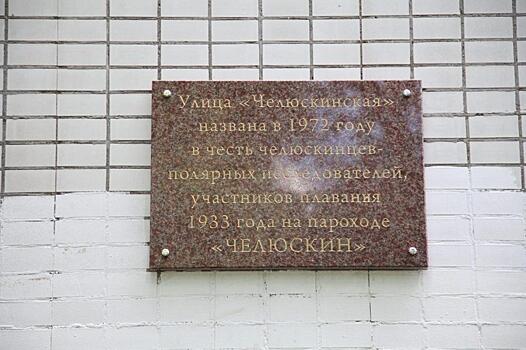 Улица «Челюскинская»
названа в 1972 году
в честь челюскинцев-
полярных исследователей,
участников плавания
1933 года на пароходе
«ЧЕЛЮСКИН»